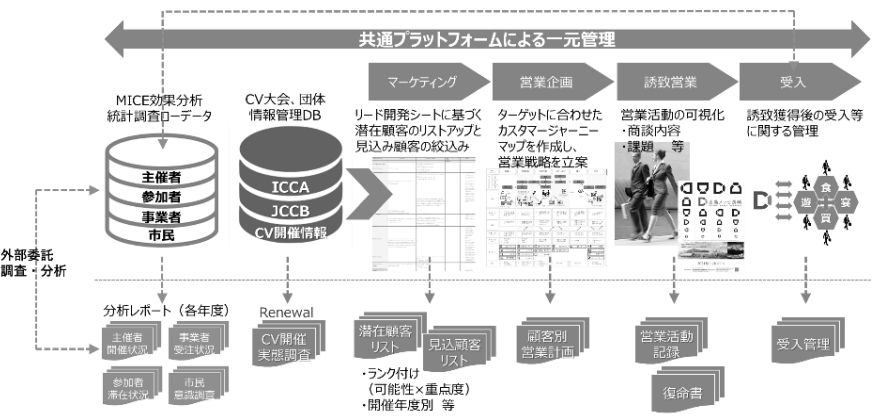 共通プラットフォームによる一元管理
マーケティング
営業企画
誘致営業
受入
MICE効果分析
統計調査ローデータ
CV大会、団体
情報管理DB
リード開発シートに基づく
潜在顧客のリストアップと
見込み顧客の絞込み
ターゲットに合わせた
カスタマージャーニー
マップを作成し、
営業戦略を立案
営業活動の可視化
・商談内容
・課題 等
誘致獲得後の受入等
に関する管理
主催者
参加者
事業者
市民
ICCA
JCCB
CV開催情報
食
遊
宴
買
外部委託
調査・分析
分析レポート（各年度）
主催者
開催状況
事業者
受注状況
参加者
滞在状況
市民
意識調査
Renewal
CV開催
実態調査
潜在顧客
リスト
見込顧客
リスト
・ランク付け
（可能性×重点度）
・開催年度別 等
顧客別
営業計画
営業活動
記録
復命書
受入管理